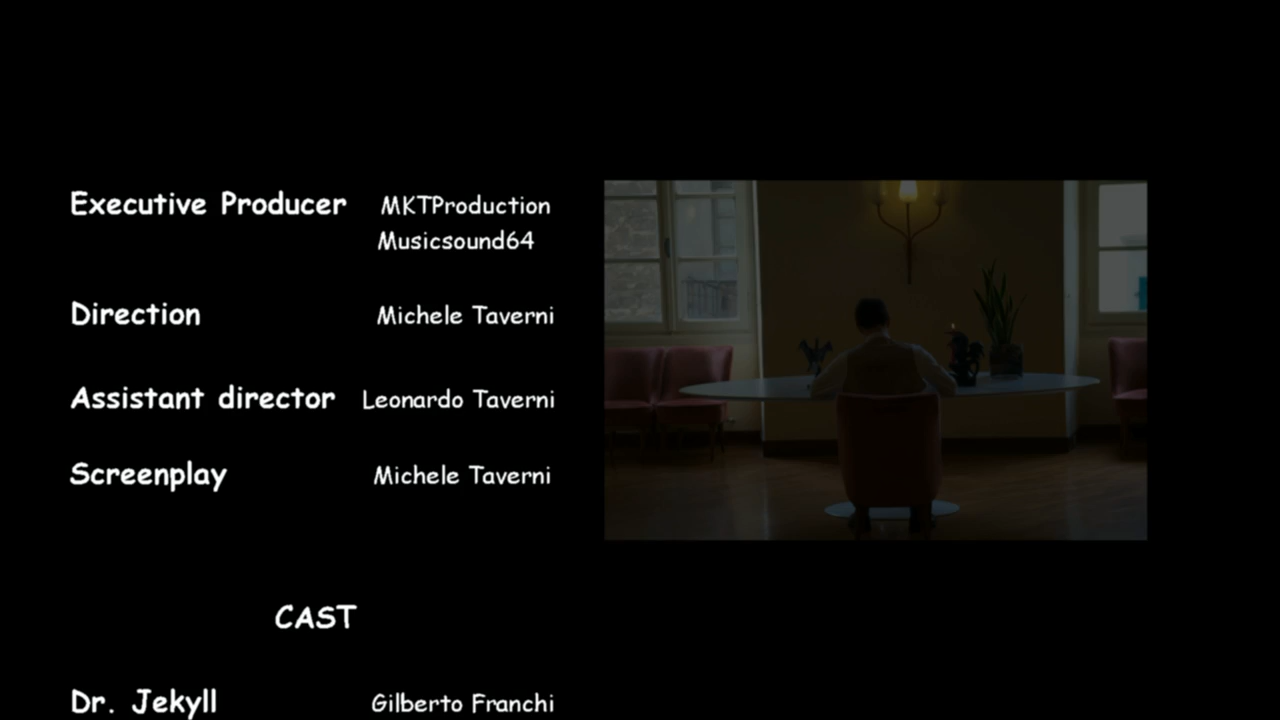 Executive Producer MKTProduction
Musicsound64
Direction Michele Taverni
Assistant director Leonardo Taverni
Screenplay Michele Taverni
CAST
Dr. Jekyll Gilberto Franchi